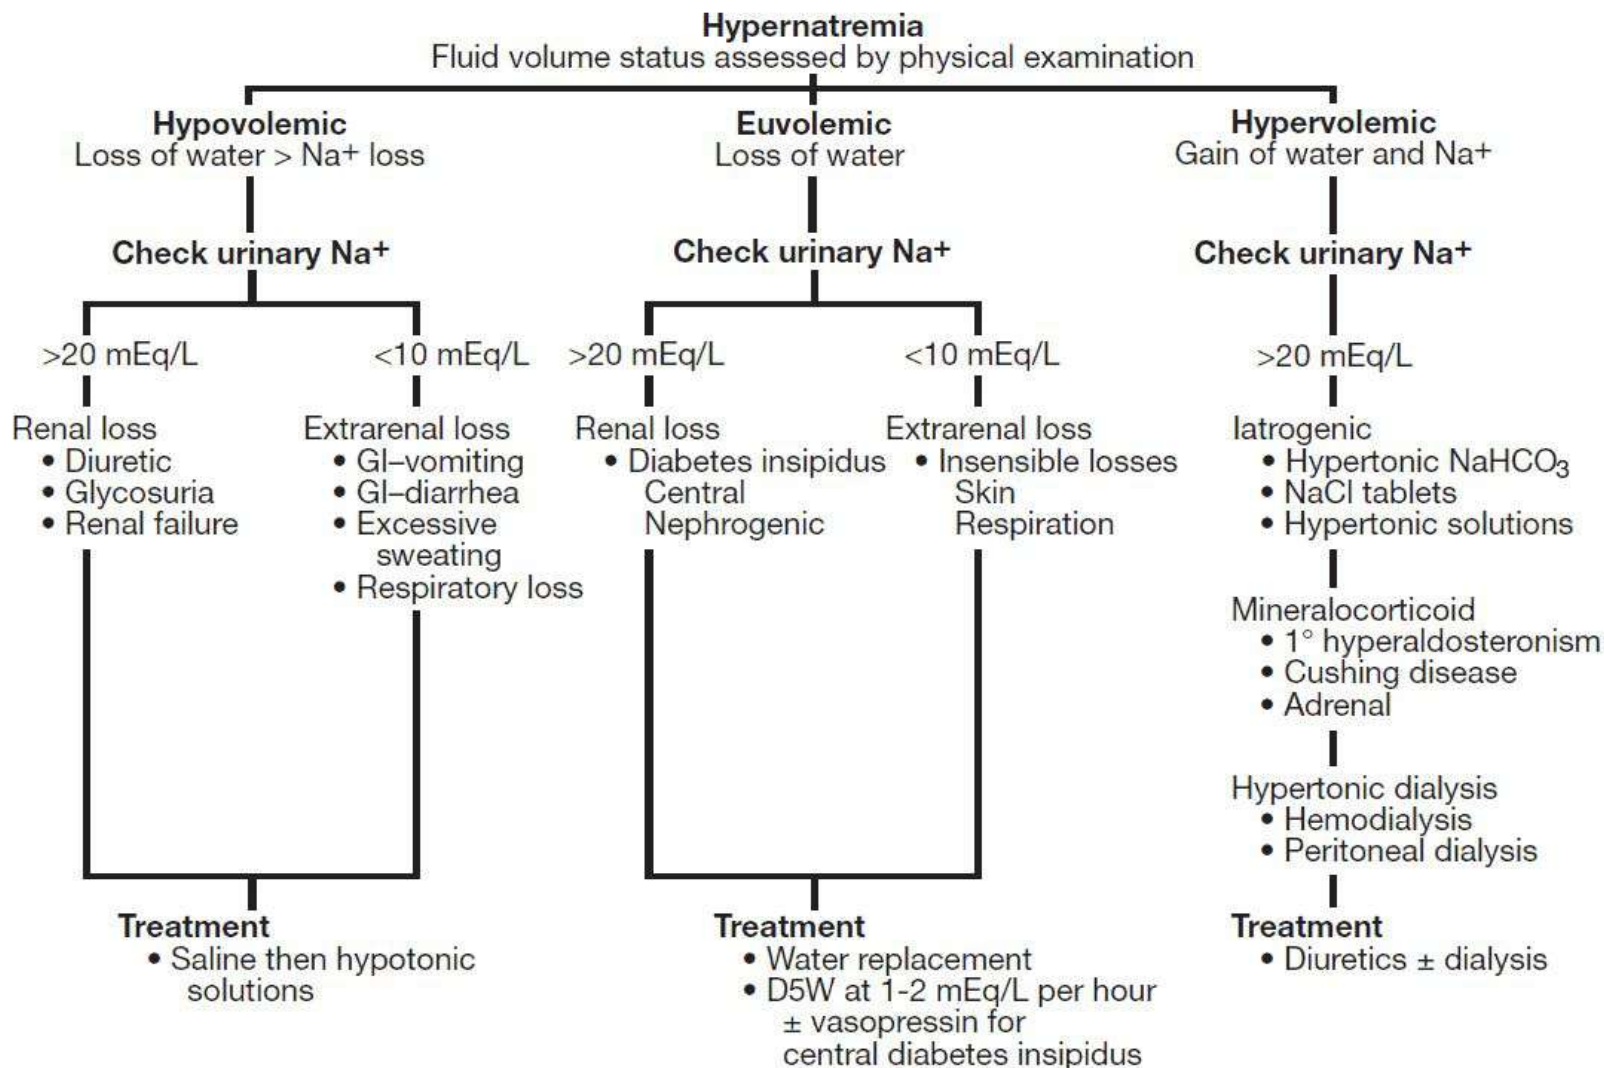 Hypernatremia
Fluid volume status assessed by physical examination
Hypovolemic
Loss of water > Na+ loss
Check urinary Na+
>20 mEq/L
Renal loss
• Diuretic
• Glycosuria
• Renal failure
<10 mEq/L
Extrarenal loss
• GI–vomiting
• GI–diarrhea
• Excessive
sweating
• Respiratory loss
Treatment
• Saline then hypotonic
solutions
Euvolemic
Loss of water
Check urinary Na+
>20 mEq/L
Renal loss
• Diabetes insipidus
Central
Nephrogenic
<10 mEq/L
Extrarenal loss
• Insensible losses
Skin
Respiration
Treatment
• Water replacement
• D5W at 1-2 mEq/L per hour
± vasopressin for
central diabetes insipidus
Hypervolemic
Gain of water and Na+
Check urinary Na+
>20 mEq/L
Iatrogenic
• Hypertonic NaHCO3
• NaCl tablets
• Hypertonic solutions
Mineralocorticoid
• 1° hyperaldosteronism
• Cushing disease
• Adrenal
Hypertonic dialysis
• Hemodialysis
• Peritoneal dialysis
Treatment
• Diuretics ± dialysis